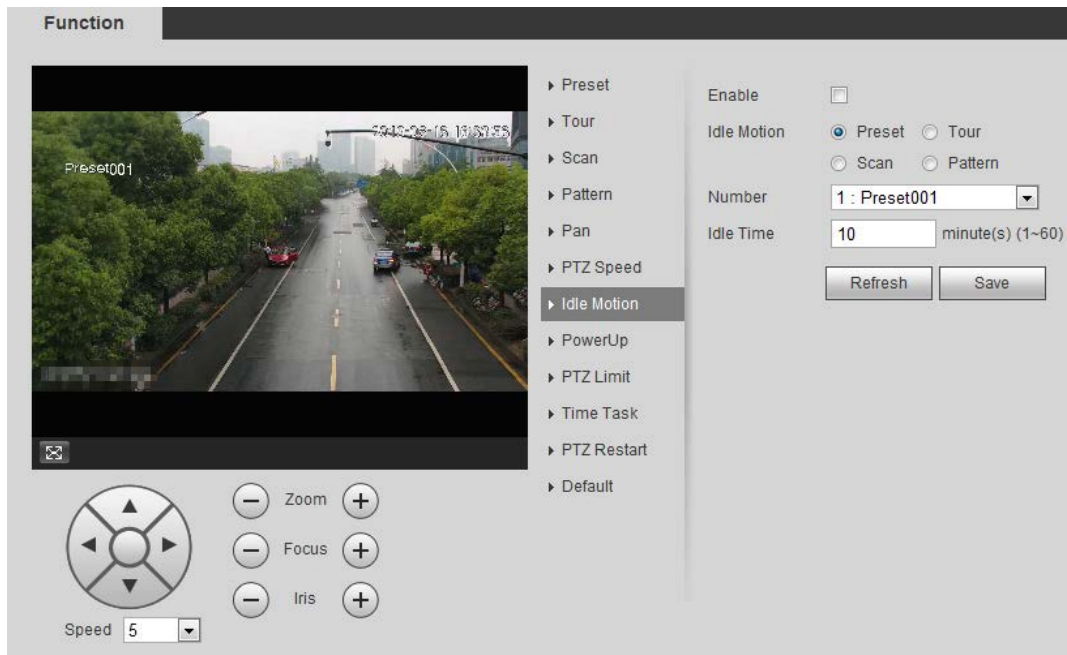 Function
Preset001
Preset
Tour
Scan
Pattern
Pan
PTZ Speed
Idle Motion
PowerUp
PTZ Limit
Time Task
PTZ Restart
Default
Enable
Idle Motion Preset Tour
Scan Pattern
Number 1 : Preset001
Idle Time 10 minute(s) (1~60)
Refresh Save
Zoom
Focus
Iris
Speed 5